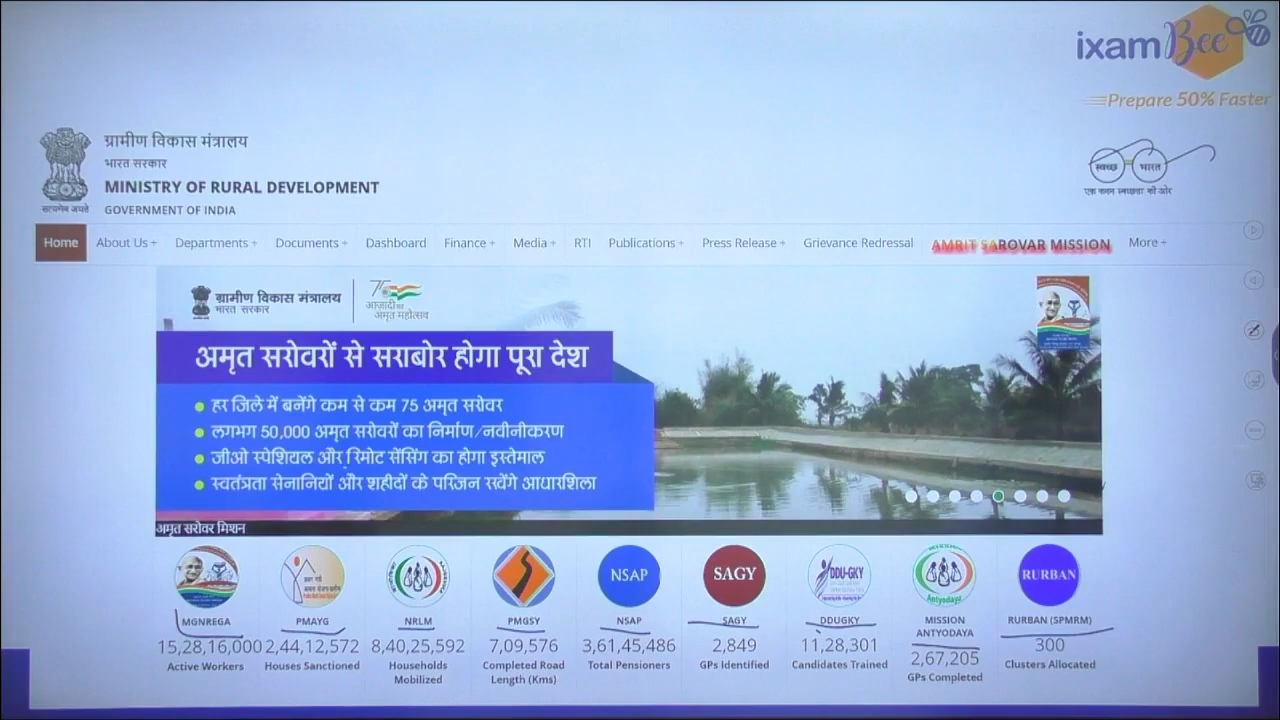 ixamBee
Prepare 50% Faster
ग्रामीण विकास मंत्रालय
भारत सरकार
MINISTRY OF RURAL DEVELOPMENT
GOVERNMENT OF INDIA
सत्यमेव जयते
स्वच्छ भारत
एक कदम स्वच्छता की ओर
Home About Us + Departments + Documents + Dashboard Finance + Media + RTI Publications + Press Release + Grievance Redressal AMRIT SAROVAR MISSION More +
ग्रामीण विकास मंत्रालय
भारत सरकार
75
आज़ादी का
अमृत महोत्सव
अमृत सरोवरों से सराबोर होगा पूरा देश
हर जिले में बनेंगे कम से कम 75 अमृत सरोवर
लगभग 50,000 अमृत सरोवरों का निर्माण/नवीनीकरण
जीओ स्पेशियल और रिमोट सेंसिंग का होगा इस्तेमाल
स्वतंत्रता सेनानियों और शहीदों के परिजन रखेंगे आधारशिला
अमृत सरोवर मिशन
NSAP SAGY DDU-GKY Antyodaya RURBAN
MGNREGA
15,28,16,000
Active Workers
PMAYG
2,44,12,572
Houses Sanctioned
NRLM
8,40,25,592
Households
Mobilized
PMGSY
7,09,576
Completed Road
Length (Kms)
NSAP
3,61,45,486
Total Pensioners
SAGY
2,849
GPs Identified
DDUGKY
11,28,301
Candidates Trained
MISSION
ANTYODAYA
2,67,205
GPs Completed
RURBAN (SPMRM)
300
Clusters Allocated